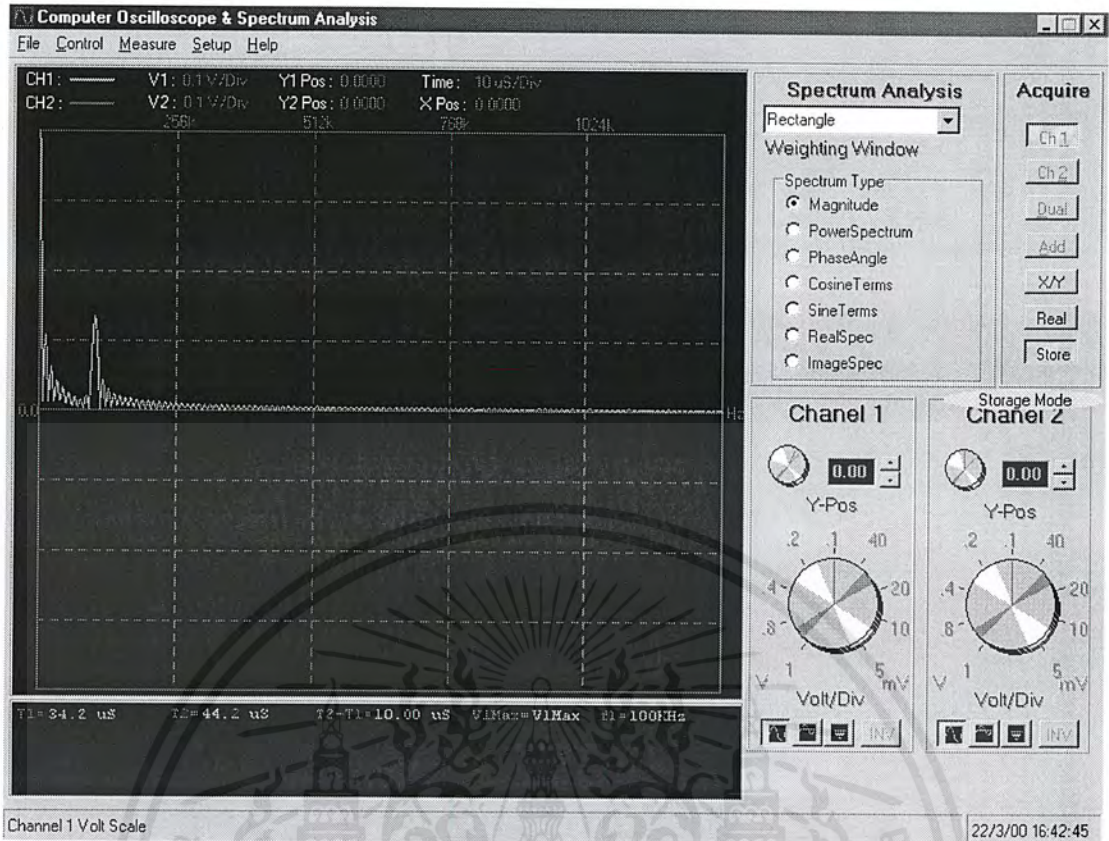 Computer Oscilloscope & Spectrum Analysis
File Control Measure Setup Help
CH1: V1: 0.1 V/Div Y1 Pos: 0.0000 Time: 10 uS/Div
CH2: V2: 0.1 V/Div Y2 Pos: 0.0000 X Pos: 0.0000
256k 512k 768k 1024k
0.0 Hz
T1=34.2 uS T2=44.2 uS T2-T1=10.00 uS V1Max=V1Max F1=100KHz
Spectrum Analysis
Rectangle
Weighting Window
Spectrum Type
Magnitude
PowerSpectrum
PhaseAngle
CosineTerms
SineTerms
RealSpec
ImageSpec
Acquire
Ch 1
Ch 2
Dual
Add
X/Y
Real
Store
Storage Mode
Chanel 1
0.00
Y-Pos
.2 .1 40
.4 20
.8 10
V 1 5 mV
Volt/Div
INV
Chanel 2
0.00
Y-Pos
.2 .1 40
.4 20
.8 10
V 1 5 mV
Volt/Div
INV
Channel 1 Volt Scale
22/3/00 16:42:45